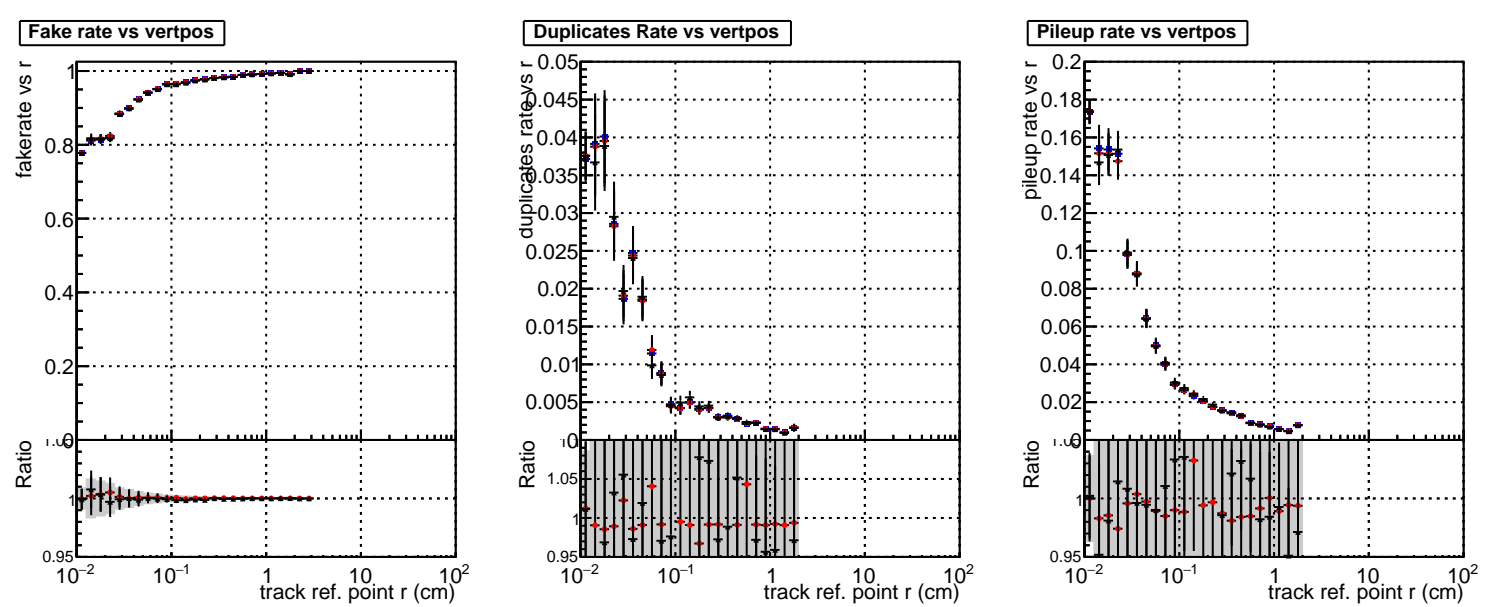 Fake rate vs vertpos
fakerate vs r
1
0.8
0.6
0.4
0.2
0
Ratio
1
0.95
10−2 10−1 1 10 102
track ref. point r (cm)
Duplicates Rate vs vertpos
duplicates rate vs r
0.05
0.045
0.04
0.035
0.03
0.025
0.02
0.015
0.01
0.005
0
Ratio
1.05
1
0.95
10−2 10−1 1 10 102
track ref. point r (cm)
Pileup rate vs vertpos
pileup rate vs r
0.2
0.18
0.16
0.14
0.12
0.1
0.08
0.06
0.04
0.02
0
Ratio
1
0.95
10−2 10−1 1 10 102
track ref. point r (cm)